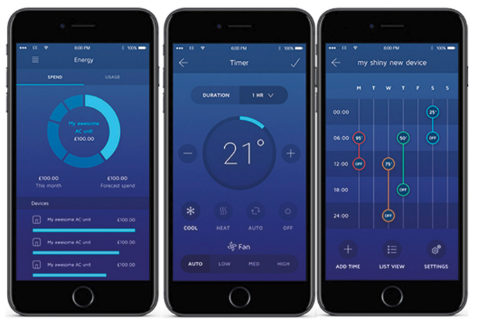 8:00 PM
100%
Energy
SPEND
USAGE
My awesome
AC unit
£100.00
£100.00
£100.00
This month
Forecast spend
Devices
My awesome AC unit
£100.00
My awesome AC unit
£100.00
My awesome AC unit
£100.00
8:00 PM
100%
Timer
DURATION
1 HR
21°
COOL
HEAT
AUTO
OFF
Fan
AUTO
LOW
MED
HIGH
8:00 PM
100%
my shiny new device
M T W T F S S
00:00
25°
06:00
95°
50°
OFF
12:00
OFF
75°
18:00
OFF
24:00
OFF
ADD TIME
LIST VIEW
SETTINGS